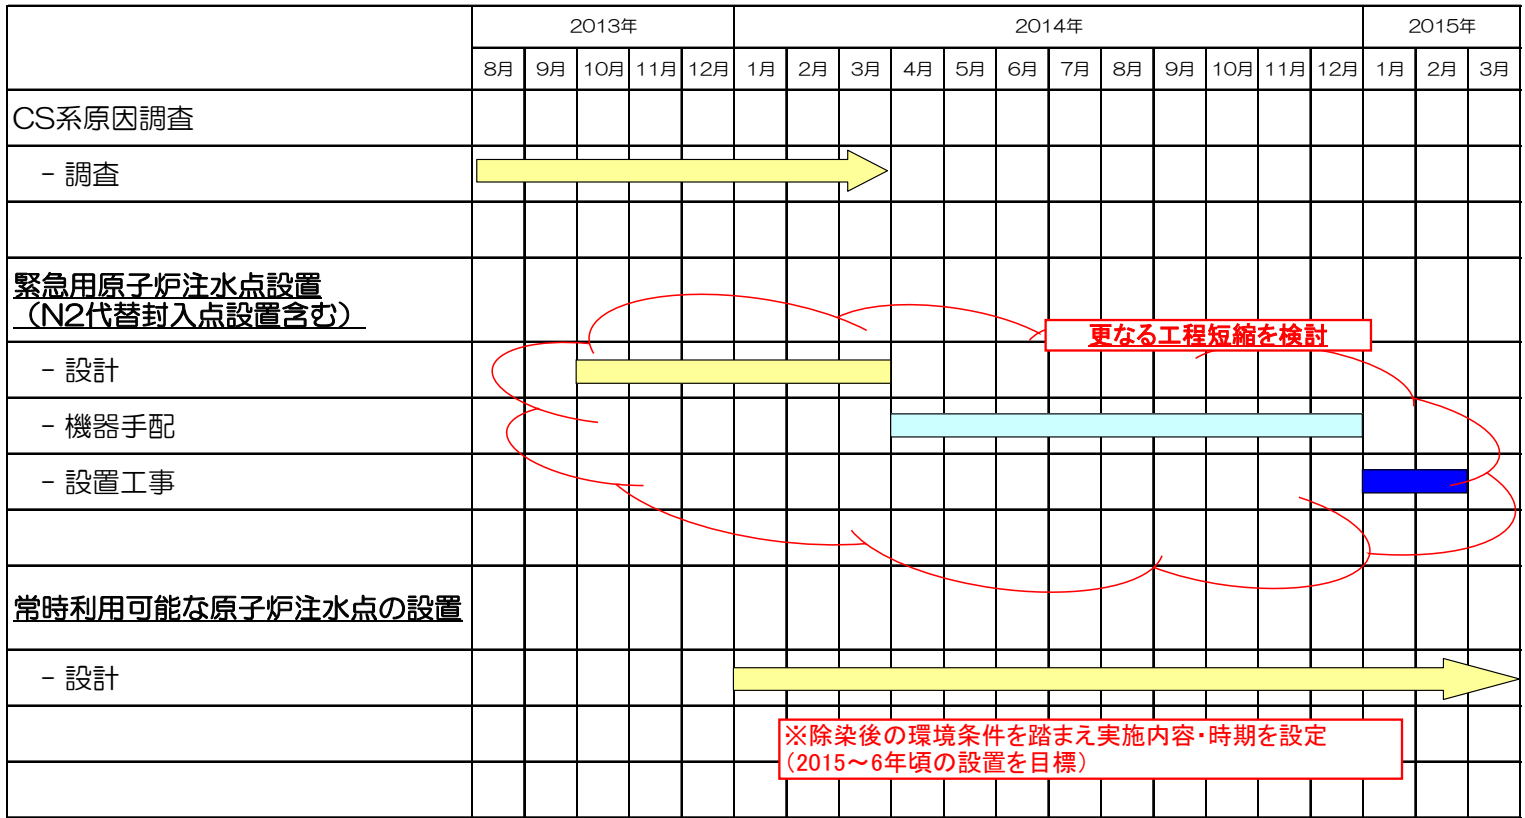 2013年 2014年 2015年
8月 9月 10月 11月 12月 1月 2月 3月 4月 5月 6月 7月 8月 9月 10月 11月 12月 1月 2月 3月
CS系原因調査
- 調査
緊急用原子炉注水点設置
（N2代替封入点設置含む）
更なる工程短縮を検討
- 設計
- 機器手配
- 設置工事
常時利用可能な原子炉注水点の設置
- 設計
※除染後の環境条件を踏まえ実施内容・時期を設定
（2015～6年頃の設置を目標）